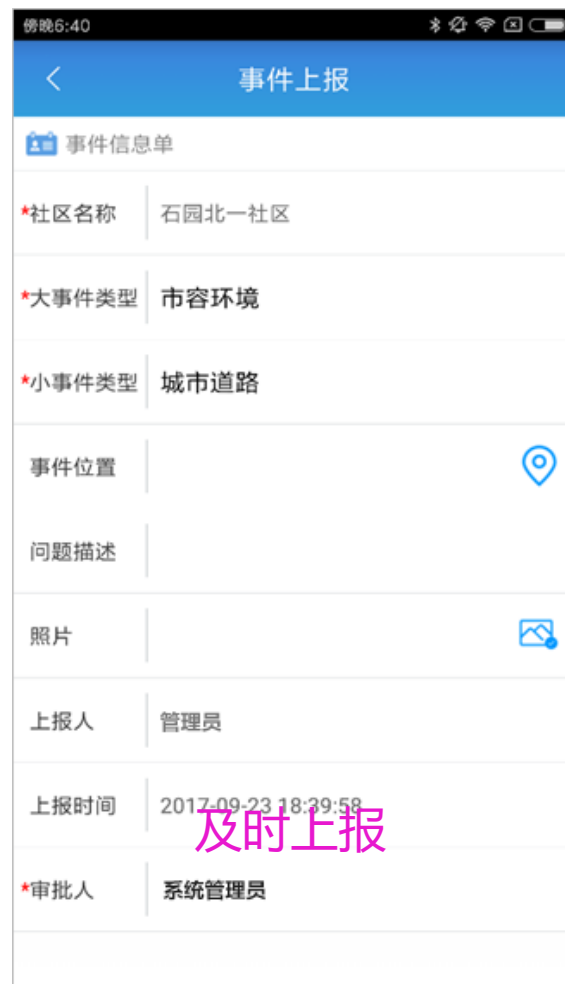 傍晚6:40
事件上报
事件信息单
*社区名称 石园北一社区
*大事件类型 市容环境
*小事件类型 城市道路
事件位置
问题描述
照片
上报人 管理员
上报时间 2017-09-23 18:39:58
及时上报
*审批人 系统管理员